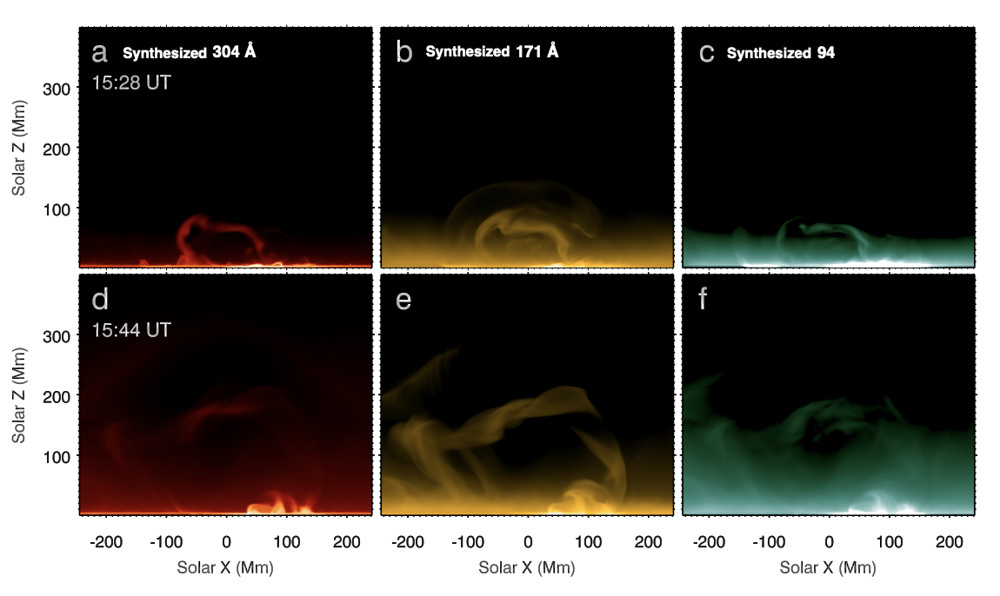 a Synthesized 304 Å
15:28 UT
b Synthesized 171 Å
c Synthesized 94
300
200
100
Solar Z (Mm)
d
15:44 UT
e
f
300
200
100
Solar Z (Mm)
-200 -100 0 100 200
-200 -100 0 100 200
-200 -100 0 100 200
Solar X (Mm)
Solar X (Mm)
Solar X (Mm)